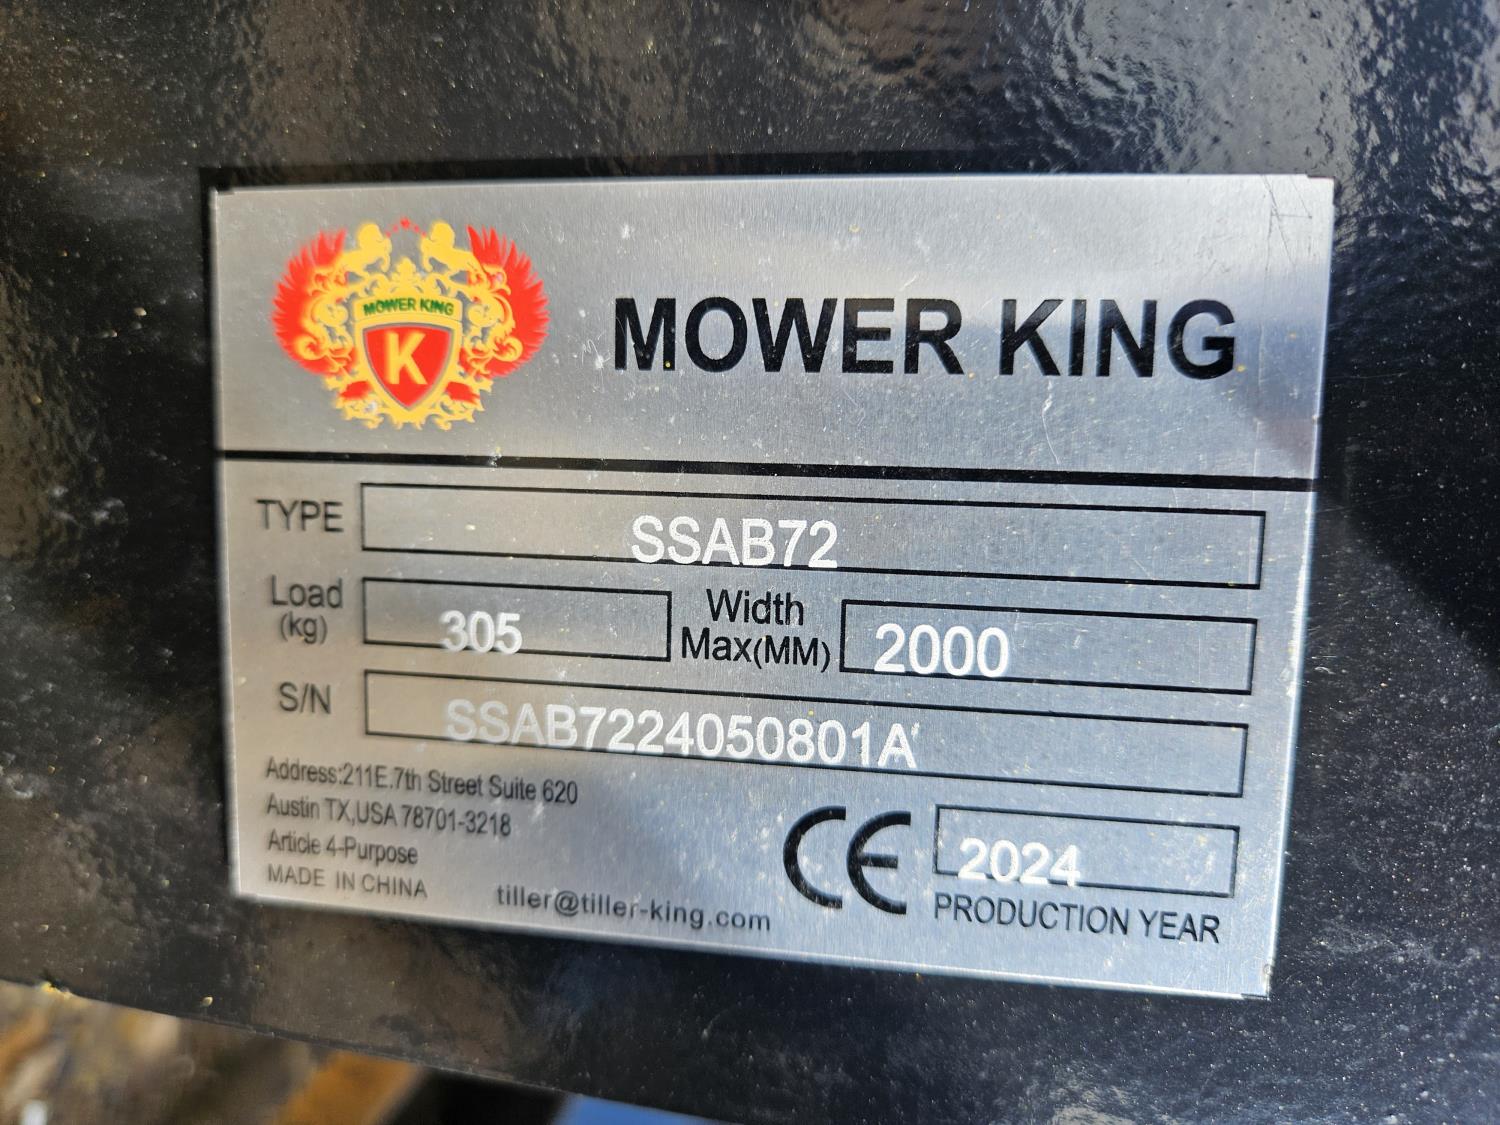 MOWER KING
K
MOWER KING
TYPE SSAB72
Load (kg) 305 Width Max(MM) 2000
S/N SSAB7224050801A
Address:211E.7th Street Suite 620
Austin TX,USA 78701-3218
Article 4-Purpose
MADE IN CHINA
tiller@tiller-king.com
CE
2024
PRODUCTION YEAR